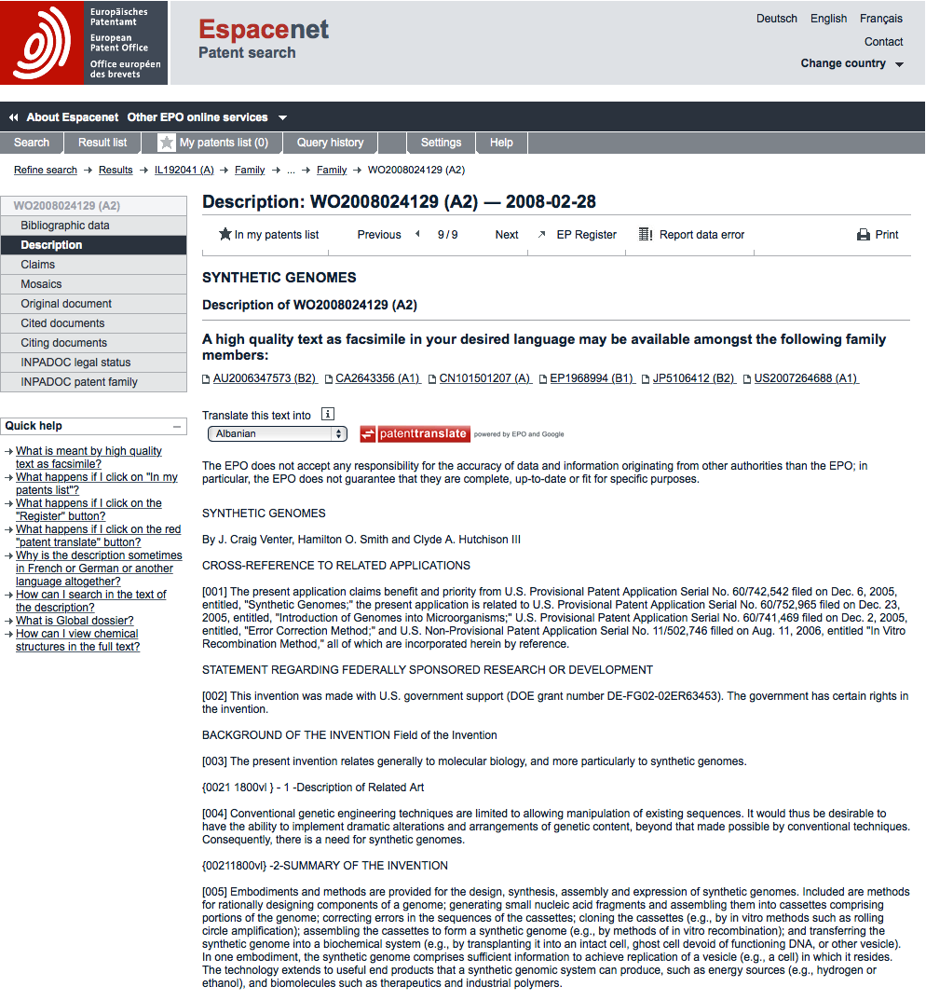 Europäisches
Patentamt
European
Patent Office
Office européen
des brevets
Espacenet
Patent search
Deutsch English Français
Contact
Change country
About Espacenet Other EPO online services
Search Result list My patents list (0) Query history Settings Help
Refine search → Results → IL192041 (A) → Family → ... → Family → WO2008024129 (A2)
WO2008024129 (A2)
Bibliographic data
Description
Claims
Mosaics
Original document
Cited documents
Citing documents
INPADOC legal status
INPADOC patent family
Quick help
→ What is meant by high quality
text as facsimile?
→ What happens if I click on "In my
patents list"?
→ What happens if I click on the
"Register" button?
→ What happens if I click on the red
"patent translate" button?
→ Why is the description sometimes
in French or German or another
language altogether?
→ How can I search in the text of
the description?
→ What is Global dossier?
→ How can I view chemical
structures in the full text?
Description: WO2008024129 (A2) — 2008-02-28
In my patents list Previous 9 / 9 Next EP Register Report data error Print
SYNTHETIC GENOMES
Description of WO2008024129 (A2)
A high quality text as facsimile in your desired language may be available amongst the following family
members:
AU2006347573 (B2) CA2643356 (A1) CN101501207 (A) EP1968994 (B1) JP5106412 (B2) US2007264688 (A1)
Translate this text into i
Albanian patenttranslate powered by EPO and Google
The EPO does not accept any responsibility for the accuracy of data and information originating from other authorities than the EPO; in
particular, the EPO does not guarantee that they are complete, up-to-date or fit for specific purposes.
SYNTHETIC GENOMES
By J. Craig Venter, Hamilton O. Smith and Clyde A. Hutchison III
CROSS-REFERENCE TO RELATED APPLICATIONS
[001] The present application claims benefit and priority from U.S. Provisional Patent Application Serial No. 60/742,542 filed on Dec. 6, 2005,
entitled, "Synthetic Genomes;" the present application is related to U.S. Provisional Patent Application Serial No. 60/752,965 filed on Dec. 23,
2005, entitled, "Introduction of Genomes into Microorganisms;" U.S. Provisional Patent Application Serial No. 60/741,469 filed on Dec. 2, 2005,
entitled, "Error Correction Method;" and U.S. Non-Provisional Patent Application Serial No. 11/502,746 filled on Aug. 11, 2006, entitled "In Vitro
Recombination Method," all of which are incorporated herein by reference.
STATEMENT REGARDING FEDERALLY SPONSORED RESEARCH OR DEVELOPMENT
[002] This invention was made with U.S. government support (DOE grant number DE-FG02-02ER63453). The government has certain rights in
the invention.
BACKGROUND OF THE INVENTION Field of the Invention
[003] The present invention relates generally to molecular biology, and more particularly to synthetic genomes.
{0021 1800vl } - 1 -Description of Related Art
[004] Conventional genetic engineering techniques are limited to allowing manipulation of existing sequences. It would thus be desirable to
have the ability to implement dramatic alterations and arrangements of genetic content, beyond that made possible by conventional techniques.
Consequently, there is a need for synthetic genomes.
{00211800vl} -2-SUMMARY OF THE INVENTION
[005] Embodiments and methods are provided for the design, synthesis, assembly and expression of synthetic genomes. Included are methods
for rationally designing components of a genome; generating small nucleic acid fragments and assembling them into cassettes comprising
portions of the genome; correcting errors in the sequences of the cassettes; cloning the cassettes (e.g., by in vitro methods such as rolling
circle amplification); assembling the cassettes to form a synthetic genome (e.g., by methods of in vitro recombination); and transferring the
synthetic genome into a biochemical system (e.g., by transplanting it into an intact cell, ghost cell devoid of functioning DNA, or other vesicle).
In one embodiment, the synthetic genome comprises sufficient information to achieve replication of a vesicle (e.g., a cell) in which it resides.
The technology extends to useful end products that a synthetic genomic system can produce, such as energy sources (e.g., hydrogen or
ethanol), and biomolecules such as therapeutics and industrial polymers.